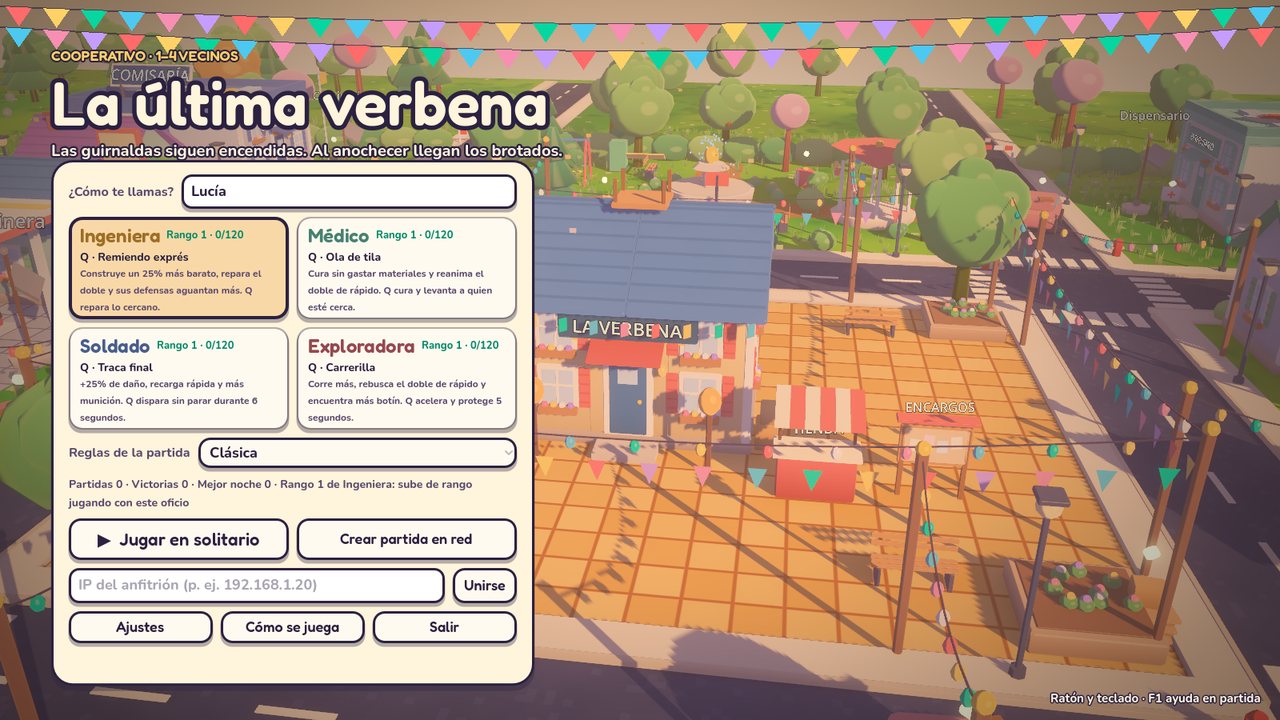 COOPERATIVO · 1–4 VECINOS
COMISARÍA
La última verbena
Las guirnaldas siguen encendidas. Al anochecer llegan los brotados.
Dispensario
¿Cómo te llamas? Lucía
Ingeniera Rango 1 · 0/120
Q · Remiendo exprés
Construye un 25% más barato, repara el
doble y sus defensas aguantan más. Q
repara lo cercano.
Médico Rango 1 · 0/120
Q · Ola de tila
Cura sin gastar materiales y reanima el
doble de rápido. Q cura y levanta a quien
esté cerca.
Soldado Rango 1 · 0/120
Q · Traca final
+25% de daño, recarga rápida y más
munición. Q dispara sin parar durante 6
segundos.
Exploradora Rango 1 · 0/120
Q · Carrerilla
Corre más, rebusca el doble de rápido y
encuentra más botín. Q acelera y protege 5
segundos.
LA VERBENA
ENCARGOS
Reglas de la partida Clásica
Partidas 0 · Victorias 0 · Mejor noche 0 · Rango 1 de Ingeniera: sube de rango
jugando con este oficio
▶ Jugar en solitario
Crear partida en red
IP del anfitrión (p. ej. 192.168.1.20)
Unirse
Ajustes
Cómo se juega
Salir
Ratón y teclado · F1 ayuda en partida